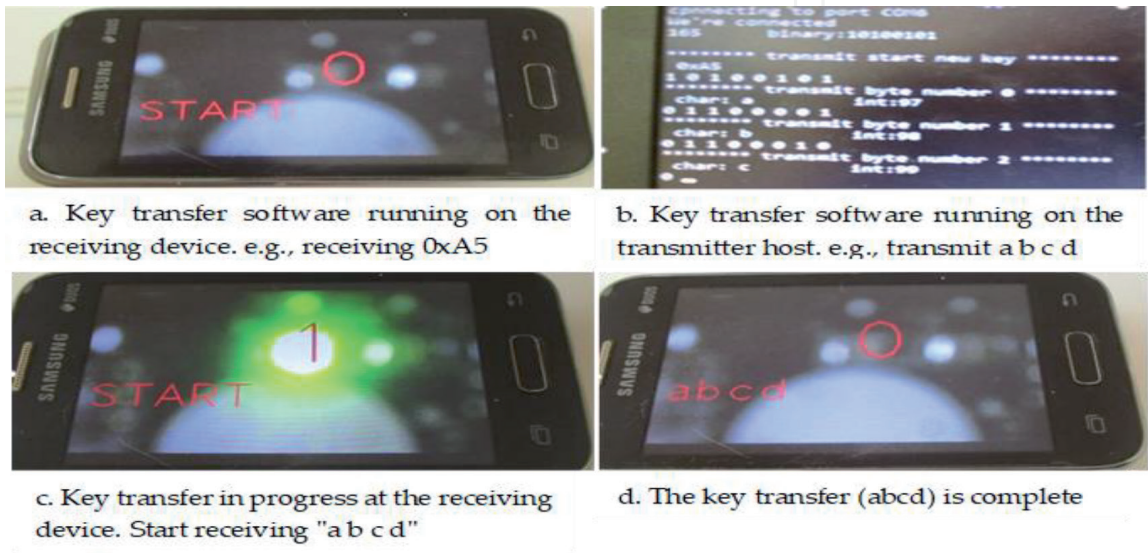 SAMSUNG
DUOS
START
connecting to port COM6
we're connected
165 binary:10100101
******** transmit start new key ********
0xA5
1 0 1 0 0 1 0 1
******** transmit byte number 0 ********
char: a int:97
0 1 1 0 0 0 0 1
******** transmit byte number 1 ********
char: b int:98
0 1 1 0 0 0 1 0
******** transmit byte number 2 ********
char: c int:99
0
a. Key transfer software running on the
receiving device. e.g., receiving 0xA5
b. Key transfer software running on the
transmitter host. e.g., transmit a b c d
SAMSUNG
DUOS
START
1
SAMSUNG
DUOS
abcd
c. Key transfer in progress at the receiving
device. Start receiving "a b c d"
d. The key transfer (abcd) is complete